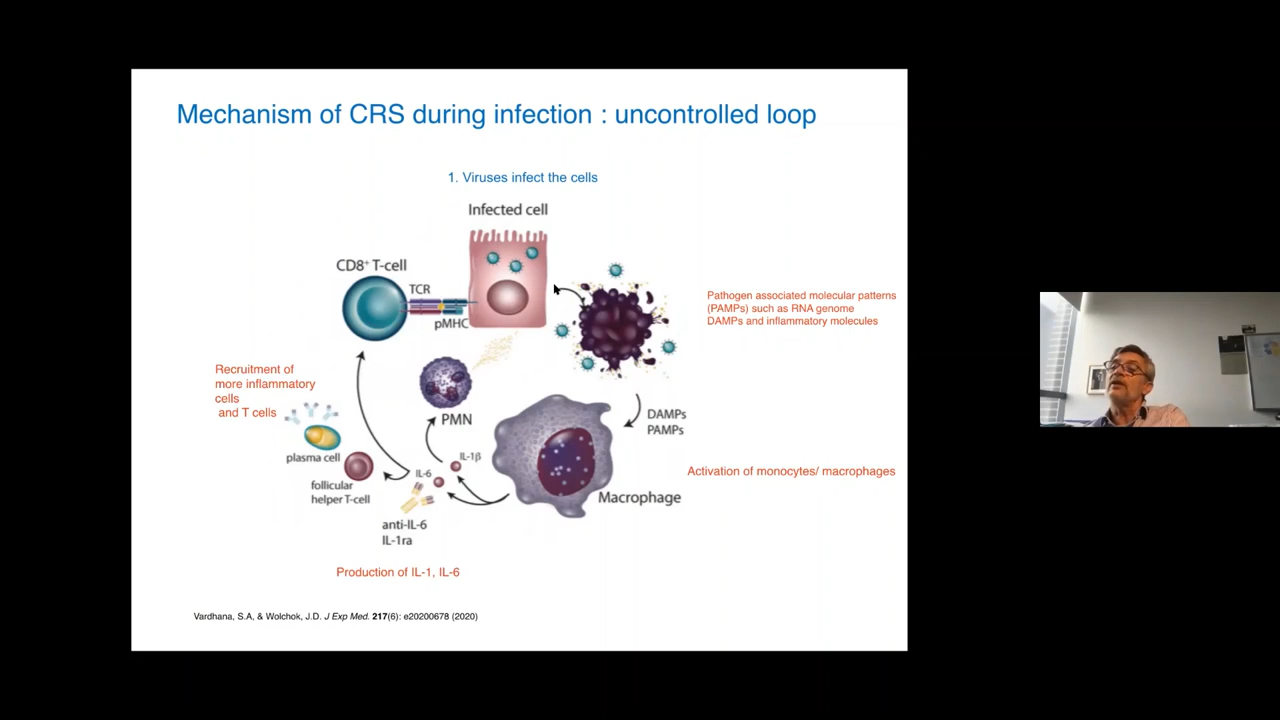 Mechanism of CRS during infection : uncontrolled loop
1. Viruses infect the cells
Infected cell
CD8⁺ T-cell
TCR
pMHC
Pathogen associated molecular patterns
(PAMPs) such as RNA genome
DAMPs and inflammatory molecules
Recruitment of
more inflammatory
cells
and T cells
PMN
DAMPs
PAMPs
plasma cell
IL-1β
IL-6
follicular
helper T-cell
Activation of monocytes/ macrophages
Macrophage
anti-IL-6
IL-1ra
Production of IL-1, IL-6
Vardhana, S.A, & Wolchok, J.D. J Exp Med. 217(6): e20200678 (2020)